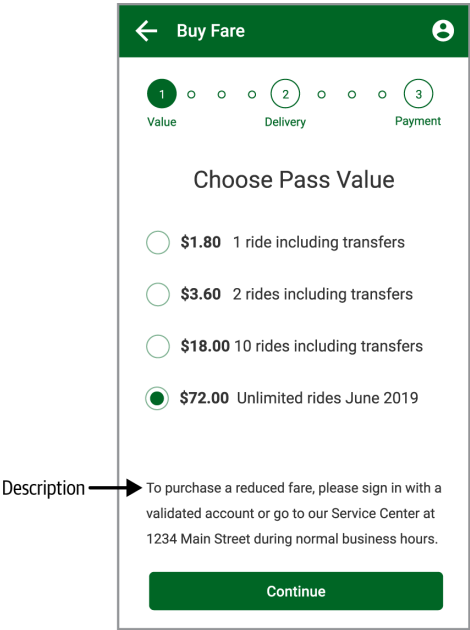 Buy Fare
1 2 3
Value Delivery Payment
Choose Pass Value
$1.80 1 ride including transfers
$3.60 2 rides including transfers
$18.00 10 rides including transfers
$72.00 Unlimited rides June 2019
Description
To purchase a reduced fare, please sign in with a
validated account or go to our Service Center at
1234 Main Street during normal business hours.
Continue